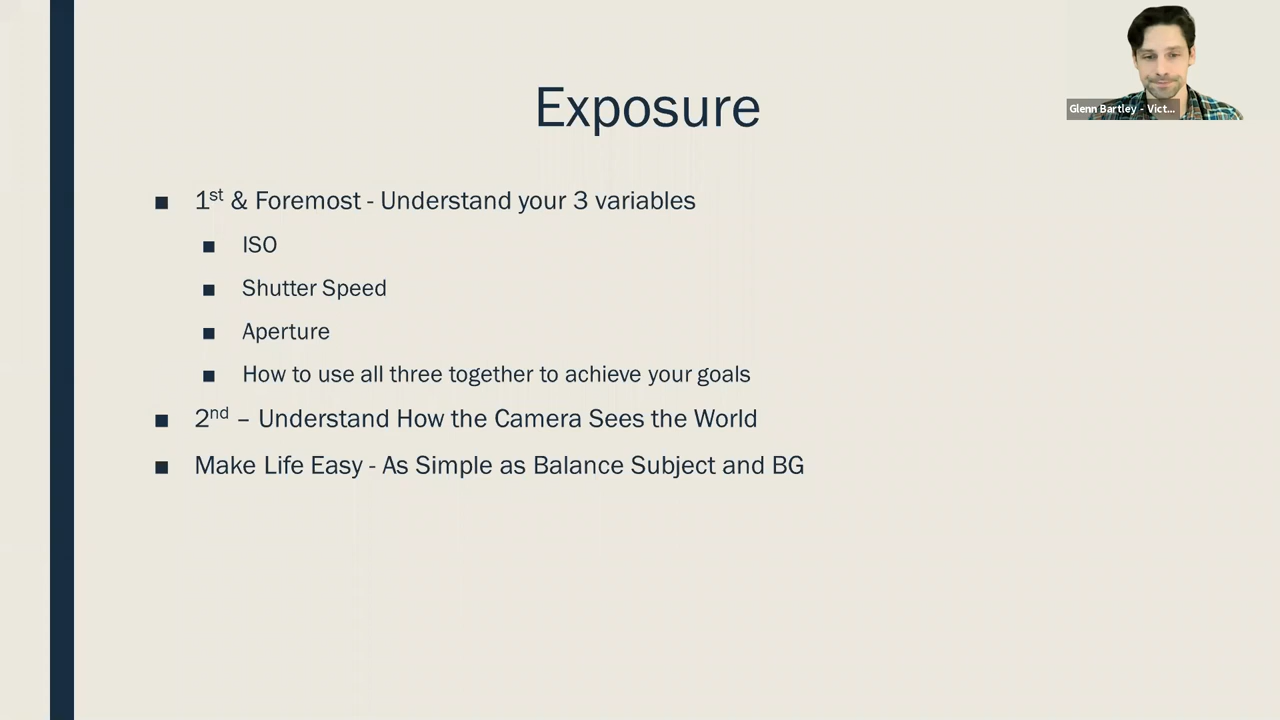 Exposure
Glenn Bartley - Vict...
■ 1st & Foremost - Understand your 3 variables
■ ISO
■ Shutter Speed
■ Aperture
■ How to use all three together to achieve your goals
■ 2nd – Understand How the Camera Sees the World
■ Make Life Easy - As Simple as Balance Subject and BG